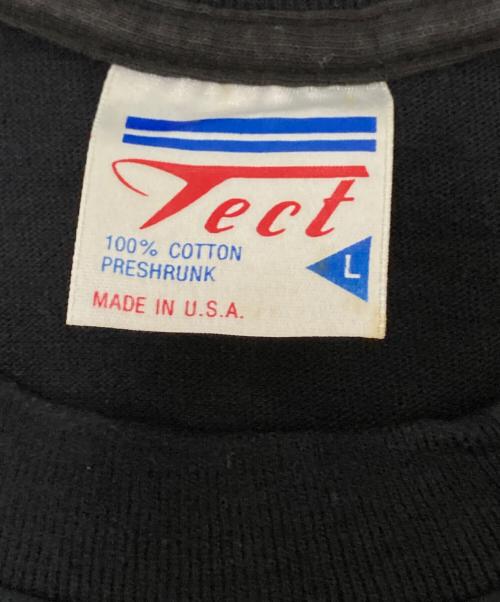 Tect
100% COTTON
PRESHRUNK
L
MADE IN U.S.A.